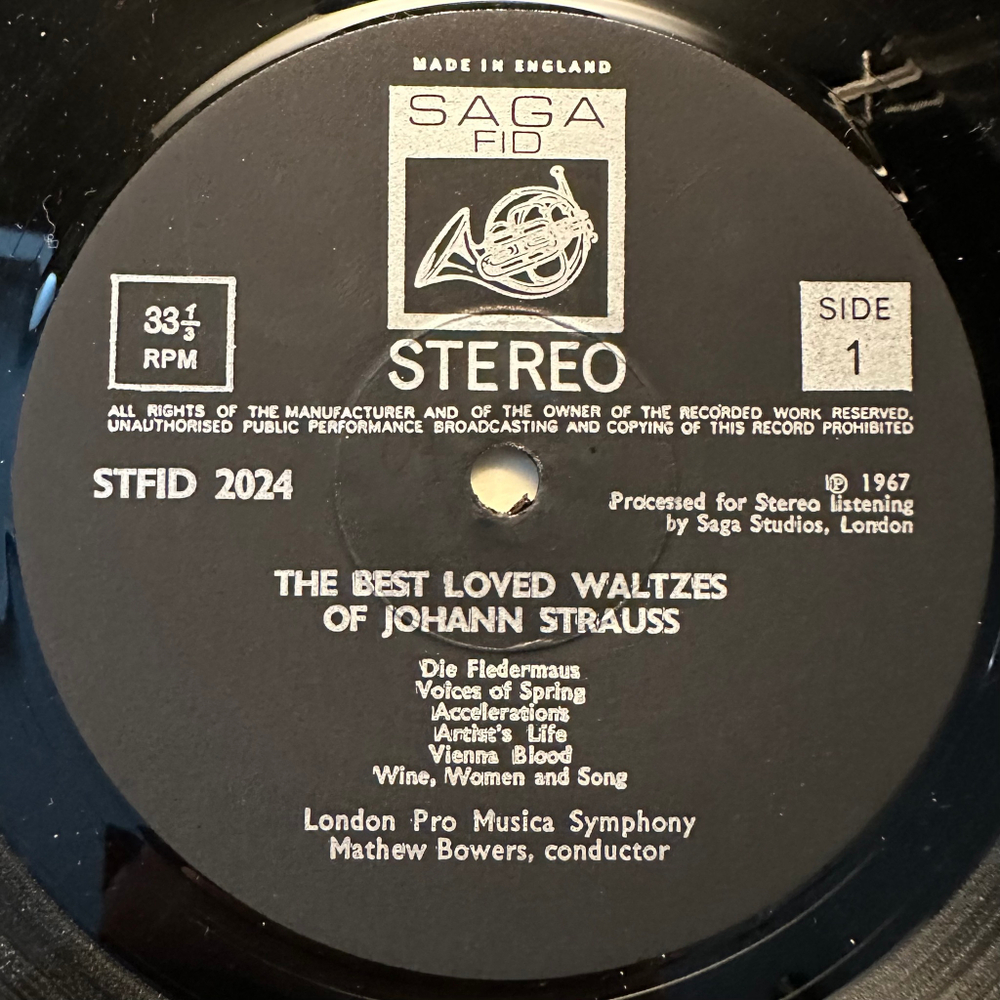 MADE IN ENGLAND
SAGA
FID
33⅓
RPM
SIDE
1
STEREO
ALL RIGHTS OF THE MANUFACTURER AND OF THE OWNER OF THE RECORDED WORK RESERVED.
UNAUTHORISED PUBLIC PERFORMANCE BROADCASTING AND COPYING OF THIS RECORD PROHIBITED
STFID 2024
℗ 1967
Processed for Stereo listening
by Saga Studios, London
THE BEST LOVED WALTZES
OF JOHANN STRAUSS
Die Fledermaus
Voices of Spring
Accelerations
Artist's Life
Vienna Blood
Wine, Women and Song
London Pro Musica Symphony
Mathew Bowers, conductor